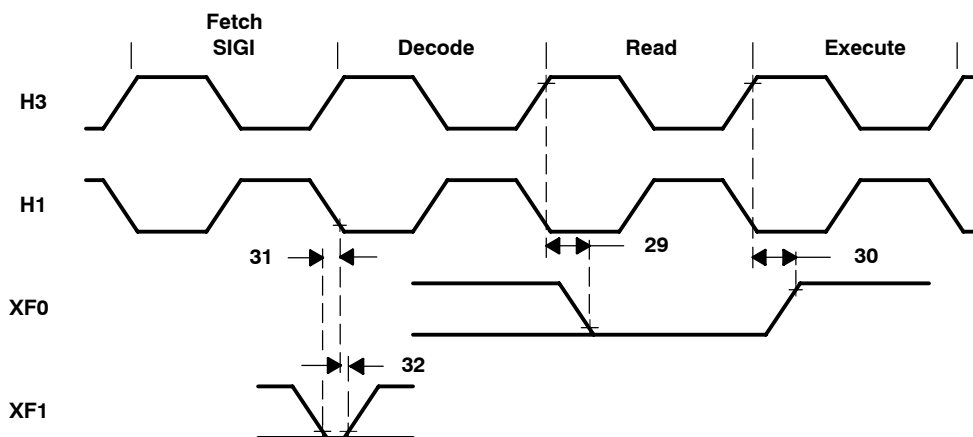 Fetch
SIGI
Decode
Read
Execute
H3
H1
31
29
30
XF0
32
XF1